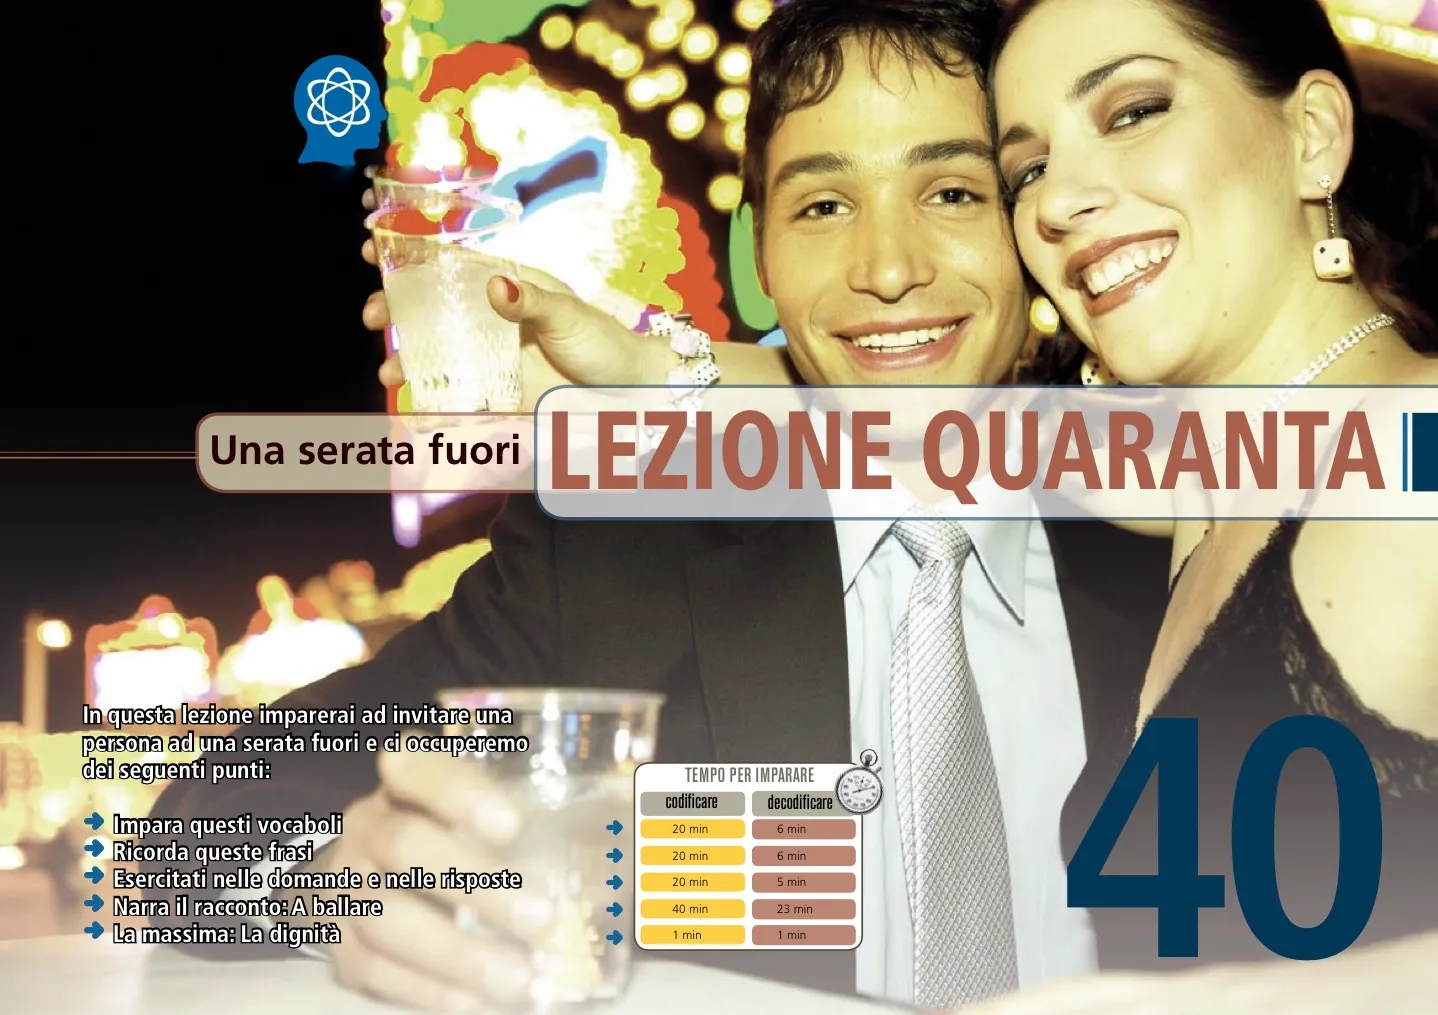 Una serata fuori
LEZIONE QUARANTA
In questa lezione imparerai ad invitare una
persona ad una serata fuori e ci occuperemo
dei seguenti punti:
Impara questi vocaboli
Ricorda queste frasi
Esercitati nelle domande e nelle risposte
Narra il racconto: A ballare
La massima: La dignità
TEMPO PER IMPARARE
codificare decodificare
20 min 6 min
20 min 6 min
20 min 5 min
40 min 23 min
1 min 1 min
40